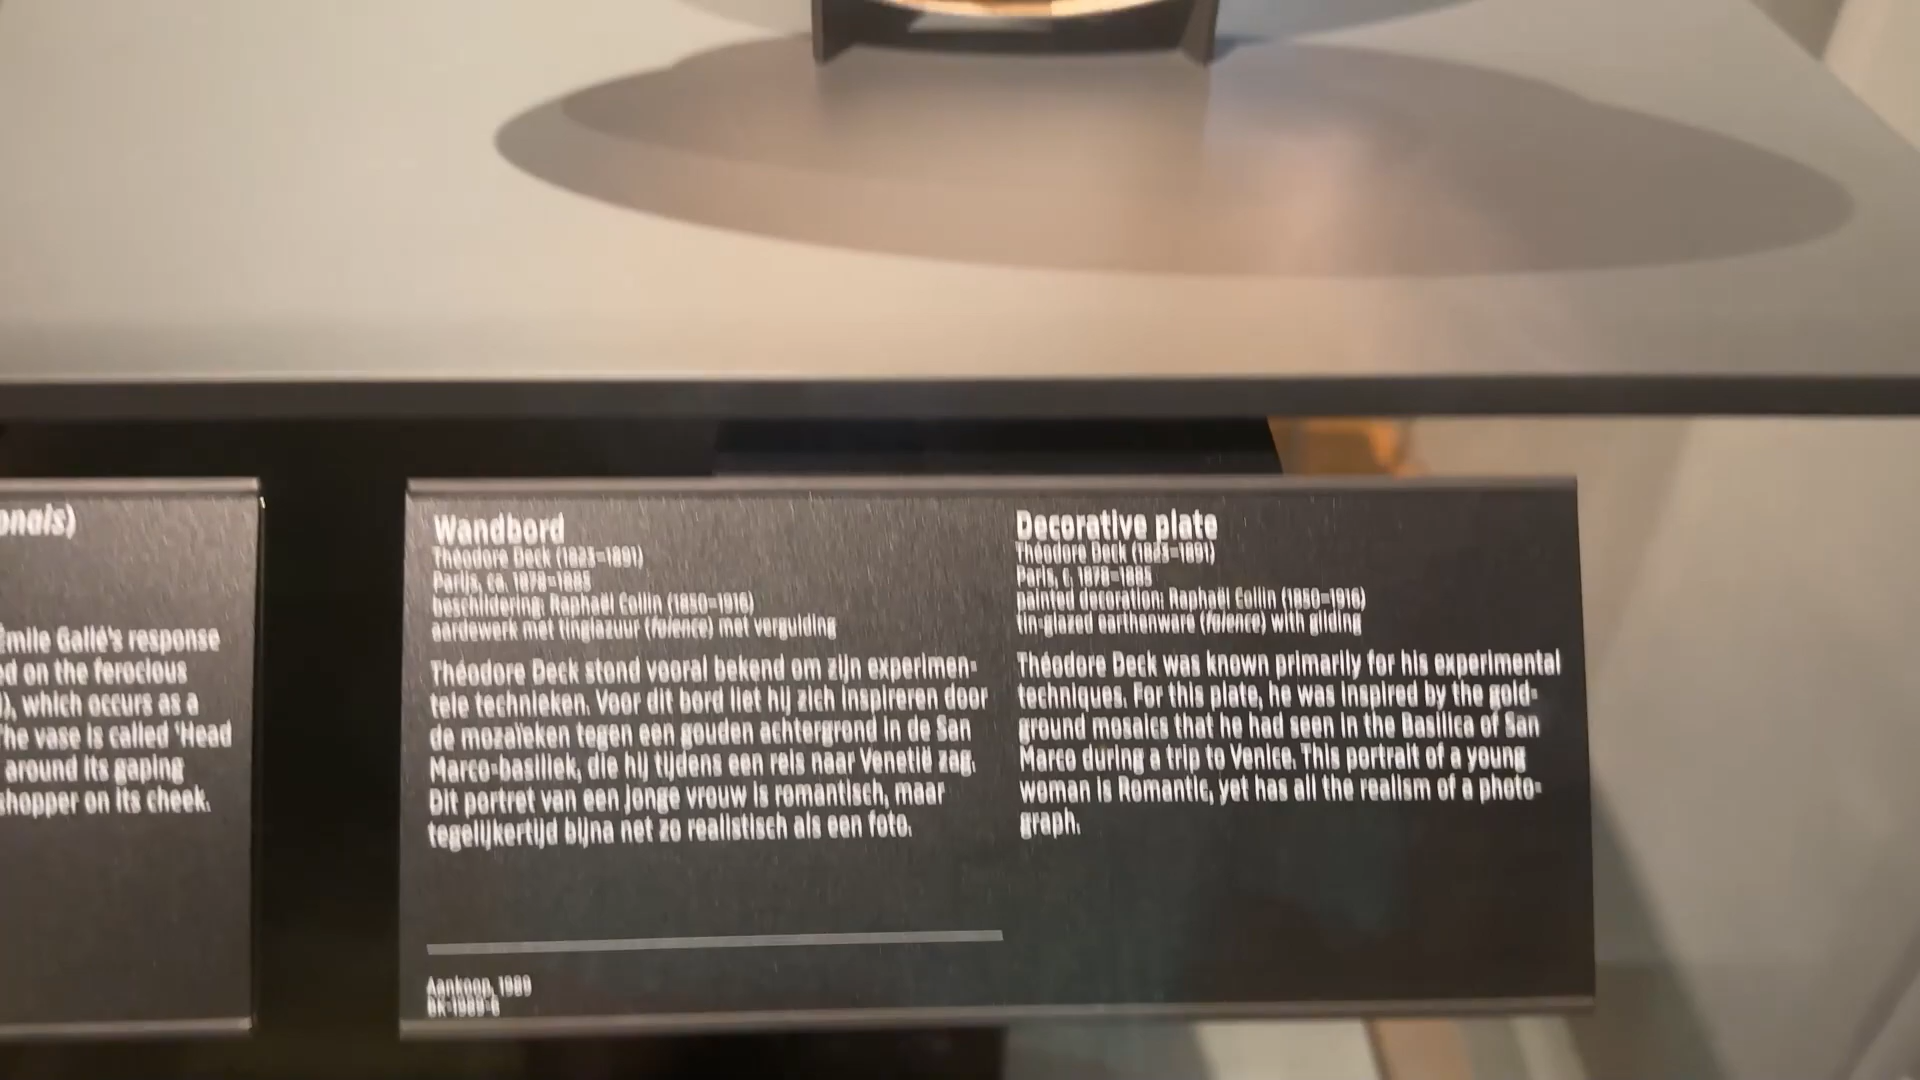 onals)
Émile Gallé's response
ed on the ferocious
), which occurs as a
The vase is called 'Head
around its gaping
shopper on its cheek.
Wandbord
Théodore Deck (1823-1891)
Parijs, ca. 1878-1885
beschildering: Raphaël Collin (1850-1916)
aardewerk met tinglazuur (faience) met verguiding
Théodore Deck stond vooral bekend om zijn experimen-
tele technieken. Voor dit bord liet hij zich inspireren door
de mozaïeken tegen een gouden achtergrond in de San
Marco-basiliek, die hij tijdens een reis naar Venetië zag.
Dit portret van een jonge vrouw is romantisch, maar
tegelijkertijd bijna net zo realistisch als een foto.
Aankoop, 1989
BK-1989-6
Decorative plate
Théodore Deck (1823-1891)
Paris, c. 1878-1885
painted decoration: Raphaël Collin (1850-1916)
tin-glazed earthenware (faience) with gilding
Théodore Deck was known primarily for his experimental
techniques. For this plate, he was inspired by the gold-
ground mosaics that he had seen in the Basilica of San
Marco during a trip to Venice. This portrait of a young
woman is Romantic, yet has all the realism of a photo-
graph.